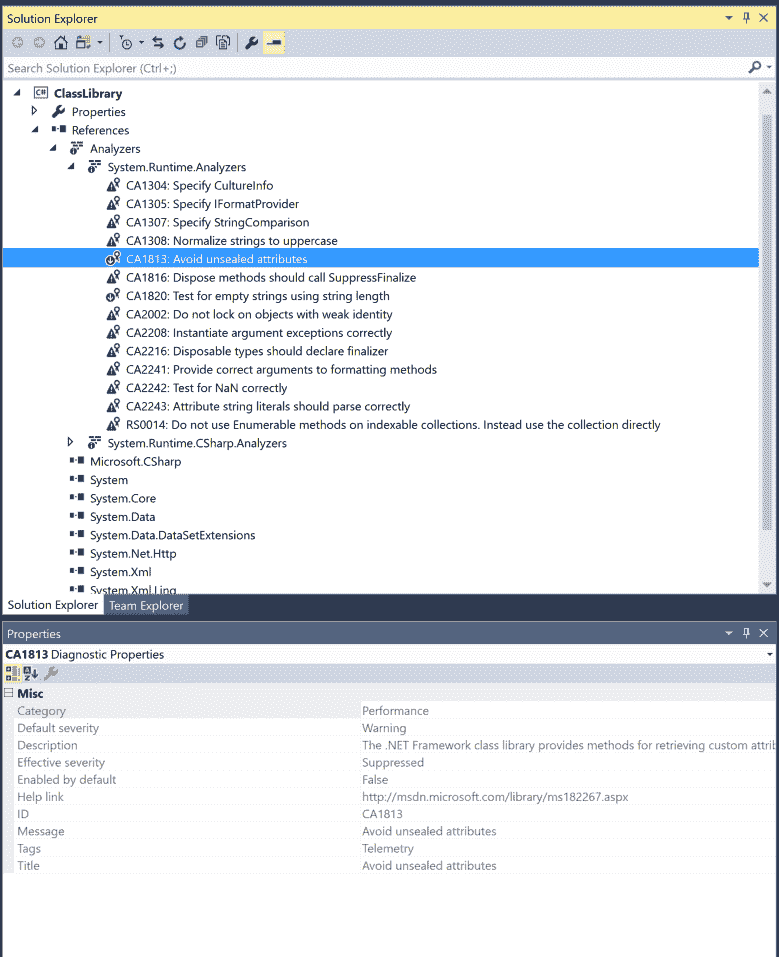 Solution Explorer
Search Solution Explorer (Ctrl+;)
C# ClassLibrary
Properties
References
Analyzers
System.Runtime.Analyzers
CA1304: Specify CultureInfo
CA1305: Specify IFormatProvider
CA1307: Specify StringComparison
CA1308: Normalize strings to uppercase
CA1813: Avoid unsealed attributes
CA1816: Dispose methods should call SuppressFinalize
CA1820: Test for empty strings using string length
CA2002: Do not lock on objects with weak identity
CA2208: Instantiate argument exceptions correctly
CA2216: Disposable types should declare finalizer
CA2241: Provide correct arguments to formatting methods
CA2242: Test for NaN correctly
CA2243: Attribute string literals should parse correctly
RS0014: Do not use Enumerable methods on indexable collections. Instead use the collection directly
System.Runtime.CSharp.Analyzers
Microsoft.CSharp
System
System.Core
System.Data
System.Data.DataSetExtensions
System.Net.Http
System.Xml
System.Xml.Linq
Solution Explorer Team Explorer
Properties
CA1813 Diagnostic Properties
Misc
Category Performance
Default severity Warning
Description The .NET Framework class library provides methods for retrieving custom attrib
Effective severity Suppressed
Enabled by default False
Help link http://msdn.microsoft.com/library/ms182267.aspx
ID CA1813
Message Avoid unsealed attributes
Tags Telemetry
Title Avoid unsealed attributes